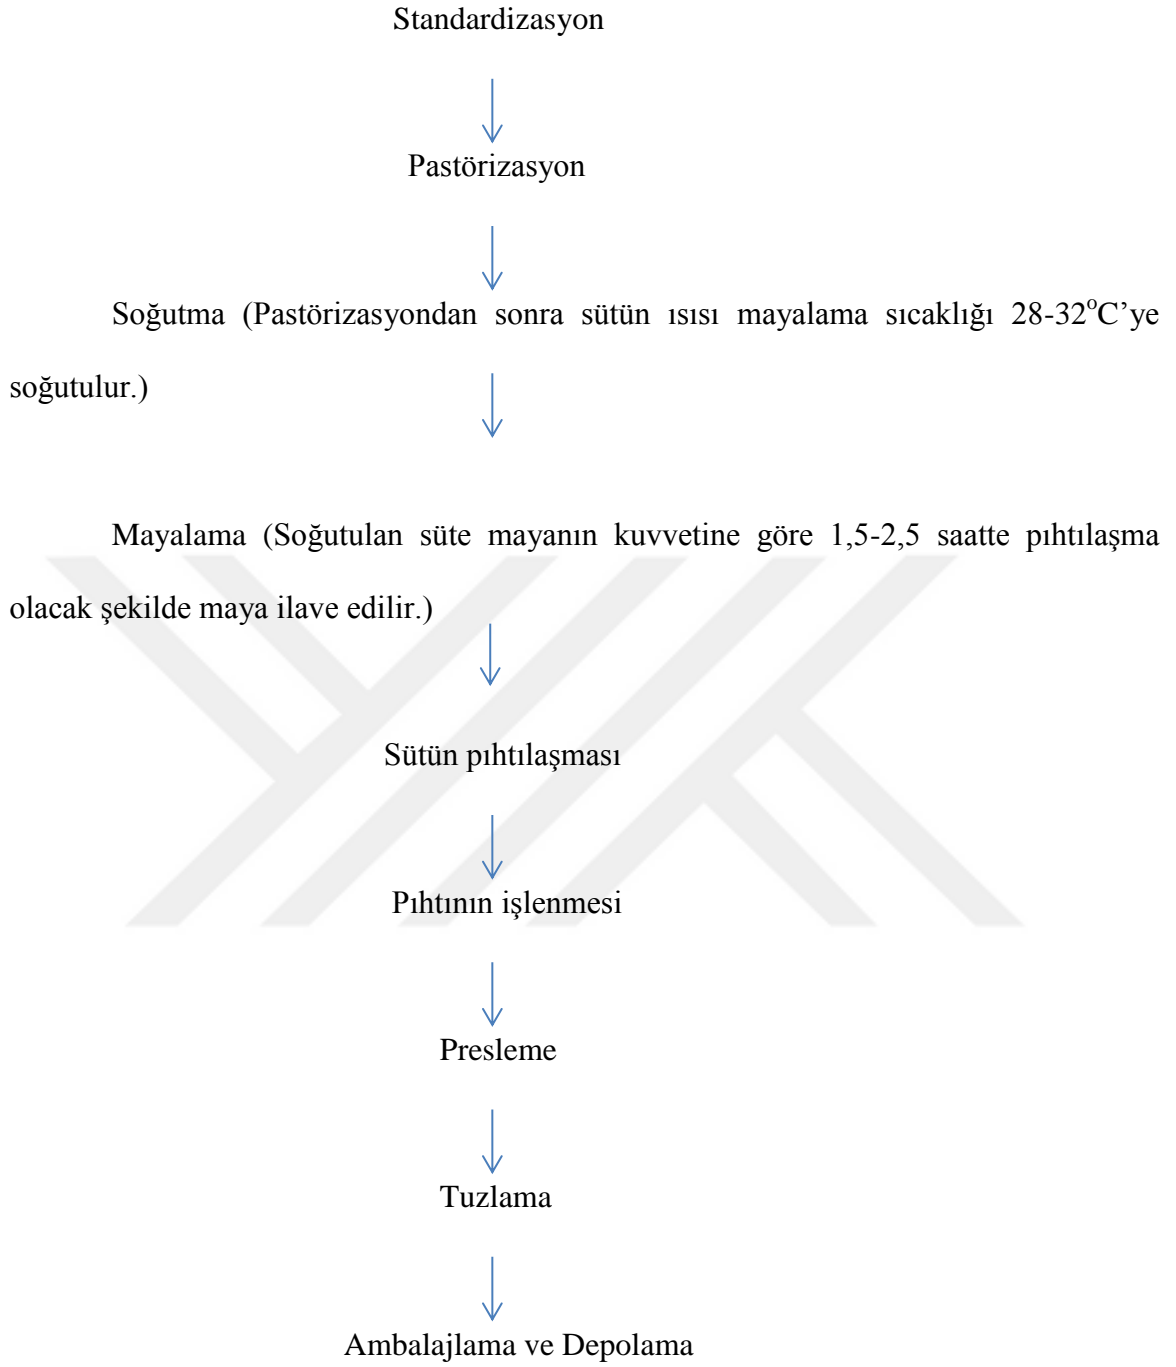 Standardizasyon
Pastörizasyon
Soğutma (Pastörizasyondan sonra sütün ısısı mayalama sıcaklığı 28-32°C’ye
soğutulur.)
Mayalama (Soğutulan süte mayanın kuvvetine göre 1,5-2,5 saatte pıhtılaşma
olacak şekilde maya ilave edilir.)
Sütün pıhtılaşması
Pıhtının işlenmesi
Presleme
Tuzlama
Ambalajlama ve Depolama